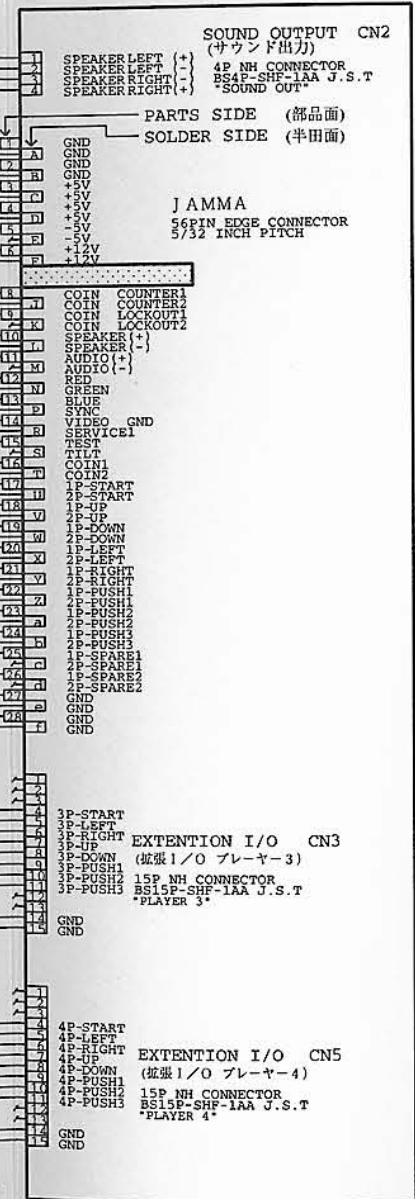 SOUND OUTPUT CN2
(サウンド出力)
1 SPEAKER LEFT (+)
2 SPEAKER LEFT (-)
3 SPEAKER RIGHT(-)
4 SPEAKER RIGHT(+)
4P NH CONNECTOR
BS4P-SHF-1AA J.S.T
"SOUND OUT"
PARTS SIDE (部品面)
SOLDER SIDE (半田面)
JAMMA
56PIN EDGE CONNECTOR
5/32 INCH PITCH
1 GND
A GND
2 GND
B GND
3 +5V
C +5V
4 +5V
D +5V
5 -5V
E -5V
6 +12V
F +12V
8 COIN COUNTER1
J COIN COUNTER2
9 COIN LOCKOUT1
K COIN LOCKOUT2
10 SPEAKER(+)
L SPEAKER(-)
11 AUDIO(+)
M AUDIO(-)
12 RED
N GREEN
13 BLUE
P SYNC
14 VIDEO GND
R SERVICE1
15 TEST
S TILT
16 COIN1
T COIN2
17 1P-START
U 2P-START
18 1P-UP
V 2P-UP
19 1P-DOWN
W 2P-DOWN
20 1P-LEFT
X 2P-LEFT
21 1P-RIGHT
Y 2P-RIGHT
22 1P-PUSH1
Z 2P-PUSH1
23 1P-PUSH2
a 2P-PUSH2
24 1P-PUSH3
b 2P-PUSH3
25 1P-SPARE1
c 2P-SPARE1
26 1P-SPARE2
d 2P-SPARE2
27 GND
e GND
28 GND
f GND
1
2
3
4 3P-START
5 3P-LEFT
6 3P-RIGHT
7 3P-UP
8 3P-DOWN
9 3P-PUSH1
10 3P-PUSH2
11 3P-PUSH3
12
13
14 GND
15 GND
EXTENTION I/O CN3
(拡張I/O プレーヤー3)
15P NH CONNECTOR
BS15P-SHF-1AA J.S.T
"PLAYER 3"
1
2
3
4 4P-START
5 4P-LEFT
6 4P-RIGHT
7 4P-UP
8 4P-DOWN
9 4P-PUSH1
10 4P-PUSH2
11 4P-PUSH3
12
13
14 GND
15 GND
EXTENTION I/O CN5
(拡張I/O プレーヤー4)
15P NH CONNECTOR
BS15P-SHF-1AA J.S.T
"PLAYER 4"